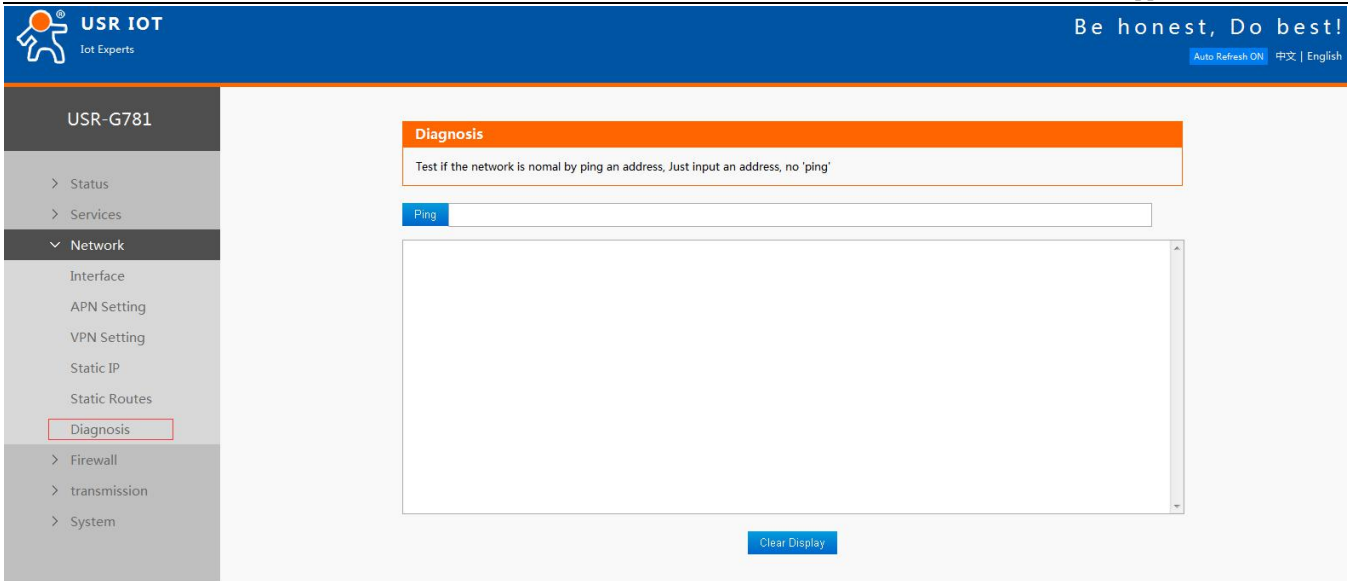 ® USR IOT
Iot Experts
Be honest, Do best!
Auto Refresh ON 中文 | English
USR-G781
> Status
> Services
Network
Interface
APN Setting
VPN Setting
Static IP
Static Routes
Diagnosis
> Firewall
> transmission
> System
Diagnosis
Test if the network is nomal by ping an address, Just input an address, no 'ping'
Ping
Clear Display